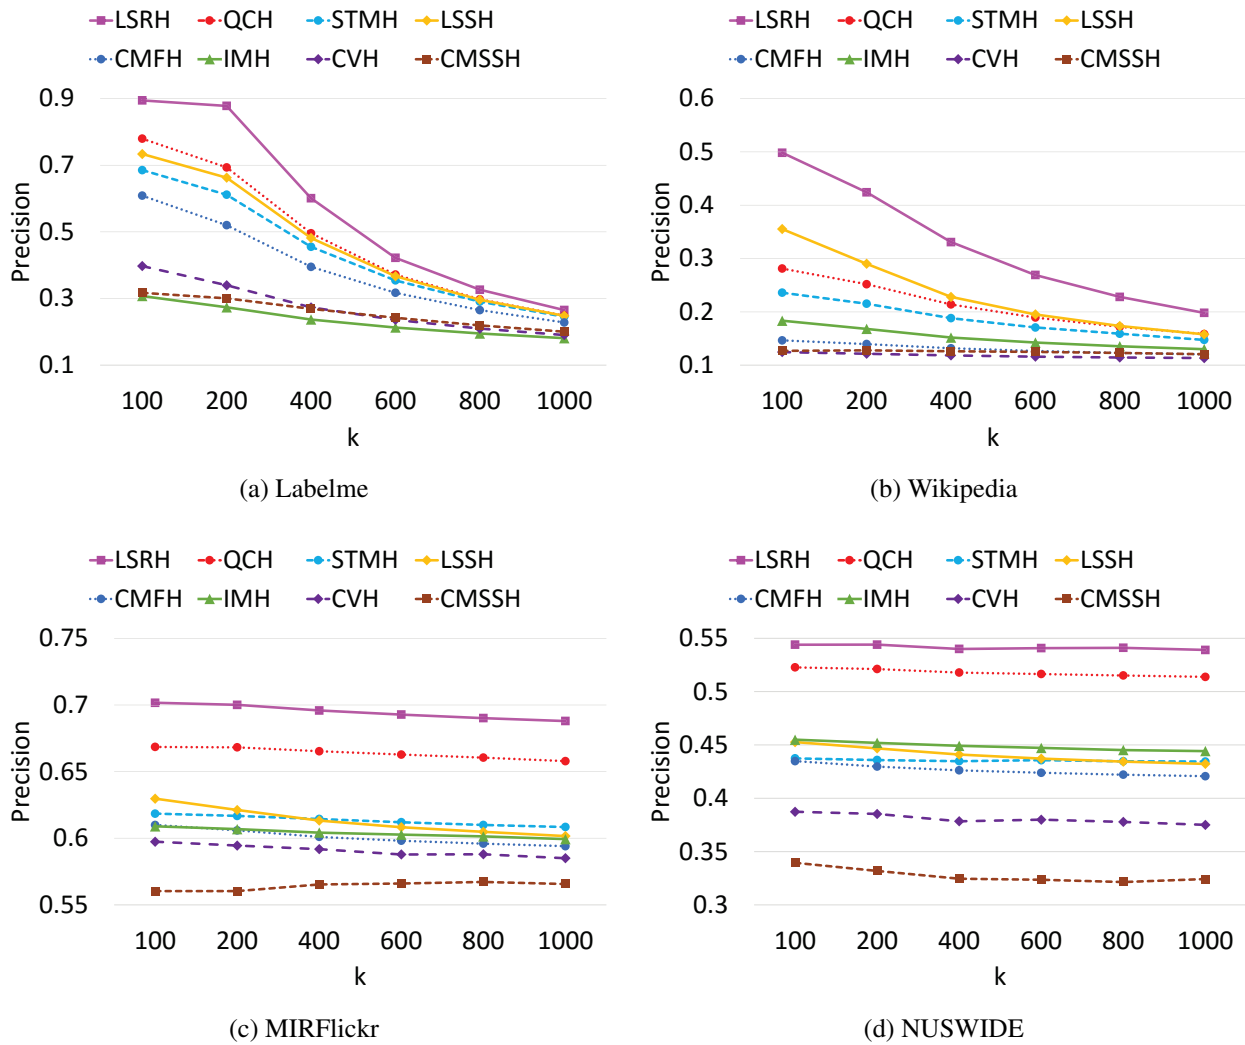 LSRH QCH STMH LSSH
CMFH IMH CVH CMSSH
0.9
0.7
0.5
0.3
0.1
Precision
100 200 400 600 800 1000
k
(a) Labelme
LSRH QCH STMH LSSH
CMFH IMH CVH CMSSH
0.6
0.5
0.4
0.3
0.2
0.1
Precision
100 200 400 600 800 1000
k
(b) Wikipedia
LSRH QCH STMH LSSH
CMFH IMH CVH CMSSH
0.75
0.7
0.65
0.6
0.55
Precision
100 200 400 600 800 1000
k
(c) MIRFlickr
LSRH QCH STMH LSSH
CMFH IMH CVH CMSSH
0.55
0.5
0.45
0.4
0.35
0.3
Precision
100 200 400 600 800 1000
k
(d) NUSWIDE